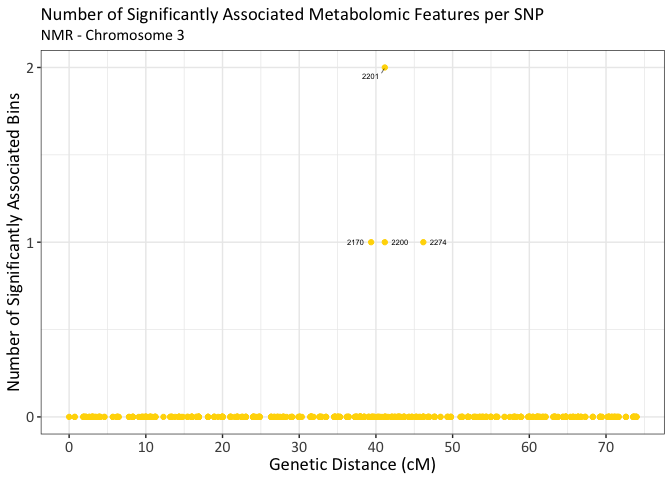 Number of Significantly Associated Metabolomic Features per SNP
NMR - Chromosome 3
Number of Significantly Associated Bins
2
1
0
2201
2170
2200
2274
0 10 20 30 40 50 60 70
Genetic Distance (cM)